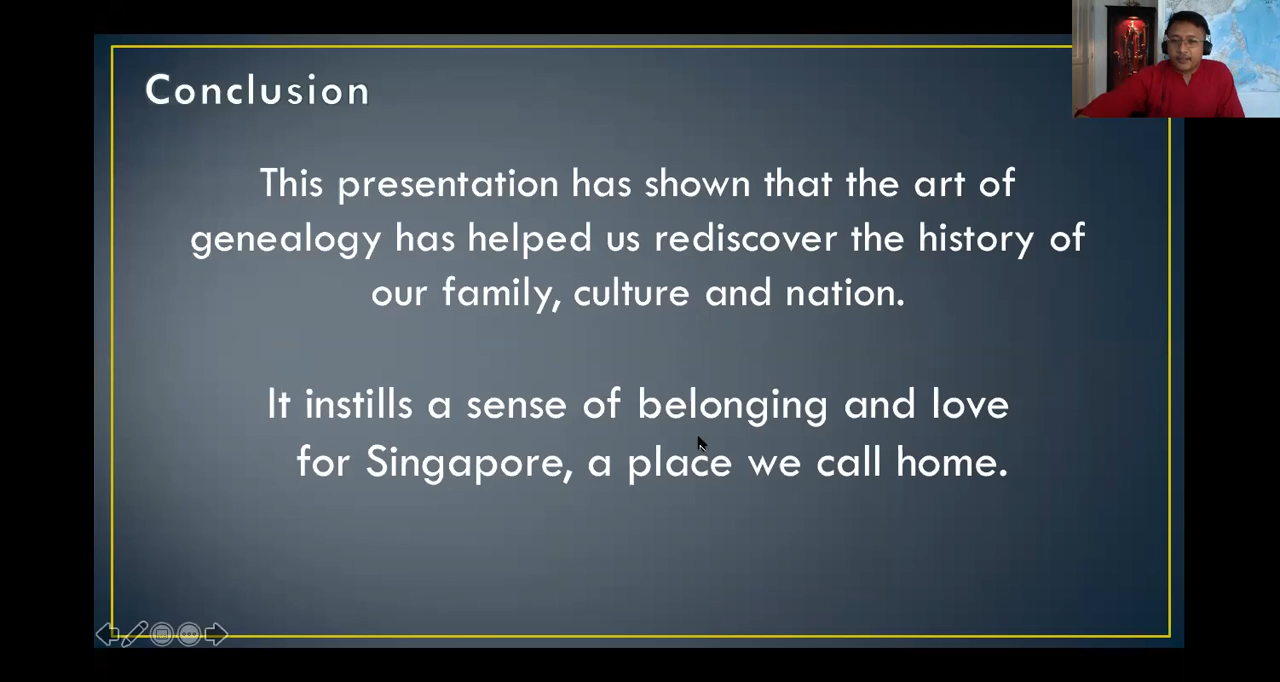 Conclusion
This presentation has shown that the art of
genealogy has helped us rediscover the history of
our family, culture and nation.
It instills a sense of belonging and love
for Singapore, a place we call home.